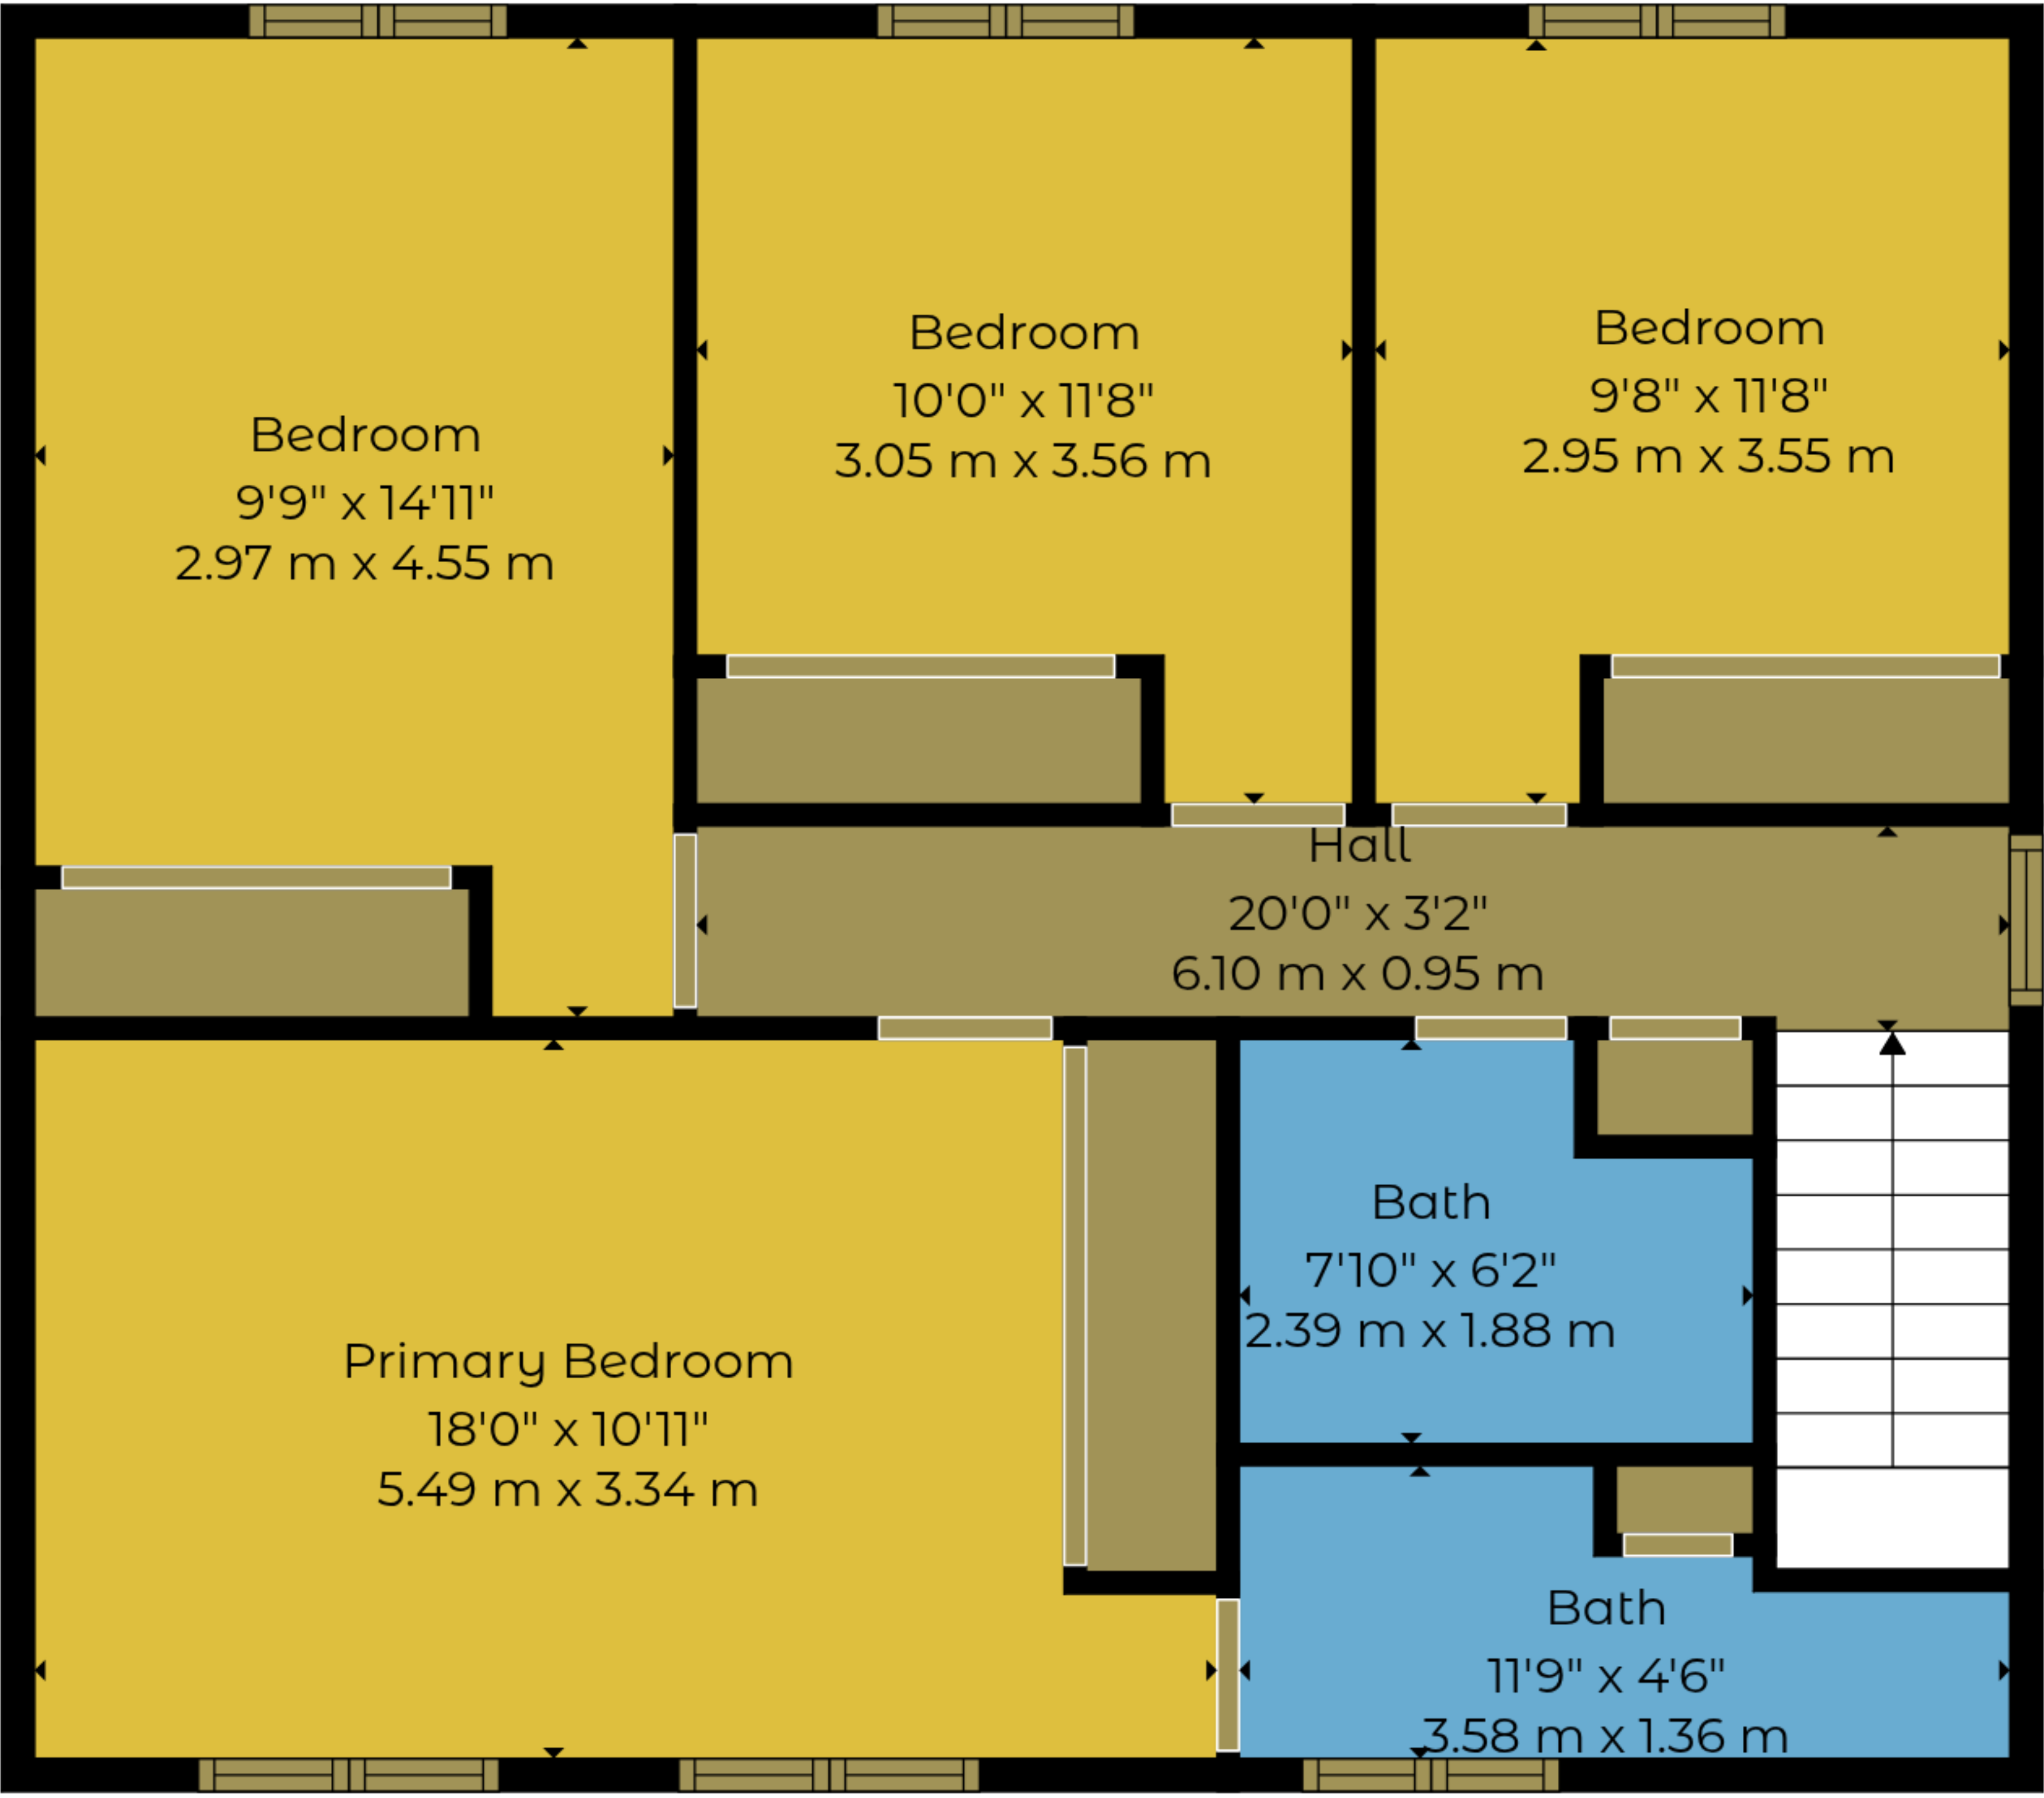 Bedroom
9'9" x 14'11"
2.97 m x 4.55 m
Bedroom
10'0" x 11'8"
3.05 m x 3.56 m
Bedroom
9'8" x 11'8"
2.95 m x 3.55 m
Hall
20'0" x 3'2"
6.10 m x 0.95 m
Primary Bedroom
18'0" x 10'11"
5.49 m x 3.34 m
Bath
7'10" x 6'2"
2.39 m x 1.88 m
Bath
11'9" x 4'6"
3.58 m x 1.36 m